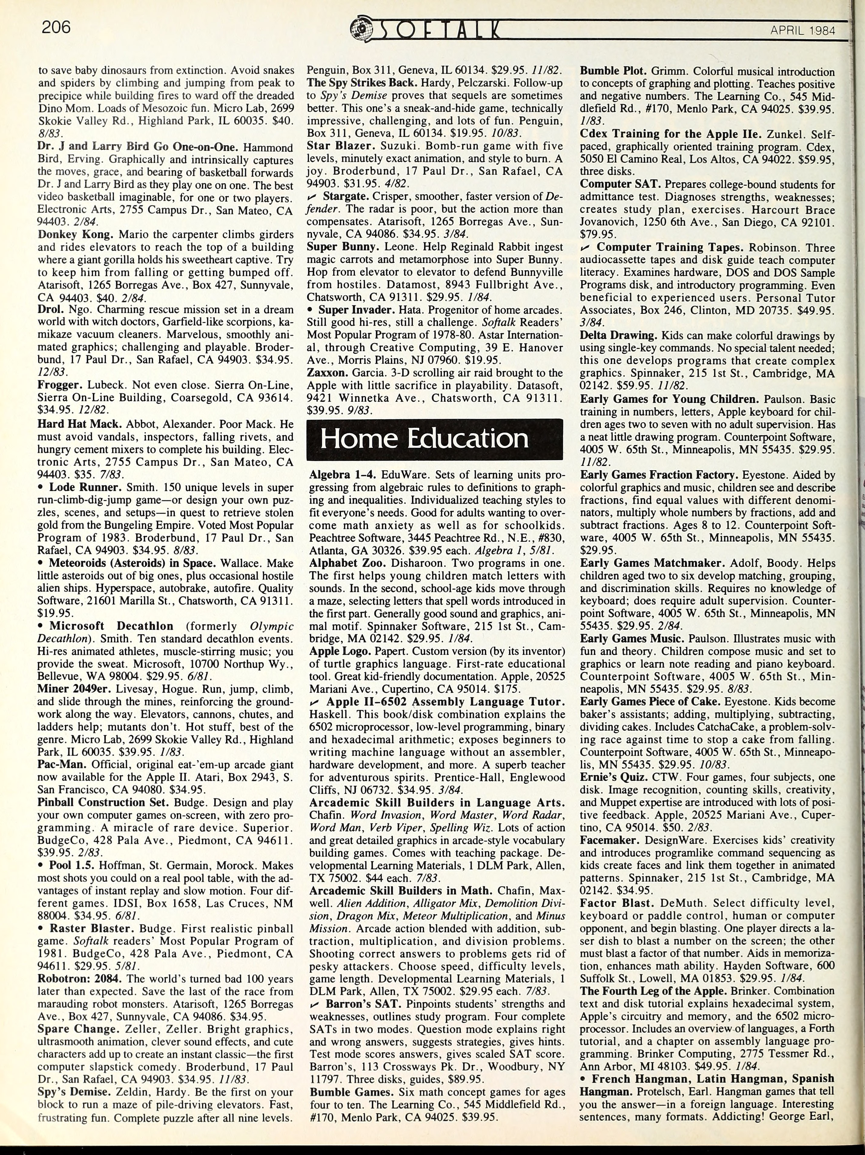 206
SOFTALK
APRIL 1984
to save baby dinosaurs from extinction. Avoid snakes
and spiders by climbing and jumping from peak to
precipice while building fires to ward off the dreaded
Dino Mom. Loads of Mesozoic fun. Micro Lab, 2699
Skokie Valley Rd., Highland Park, IL 60035. $40.
8/83.
Dr. J and Larry Bird Go One-on-One. Hammond
Bird, Erving. Graphically and intrinsically captures
the moves, grace, and bearing of basketball forwards
Dr. J and Larry Bird as they play one on one. The best
video basketball imaginable, for one or two players.
Electronic Arts, 2755 Campus Dr., San Mateo, CA
94403. 2/84.
Donkey Kong. Mario the carpenter climbs girders
and rides elevators to reach the top of a building
where a giant gorilla holds his sweetheart captive. Try
to keep him from falling or getting bumped off.
Atarisoft, 1265 Borregas Ave., Box 427, Sunnyvale,
CA 94403. $40. 2/84.
Drol. Ngo. Charming rescue mission set in a dream
world with witch doctors, Garfield-like scorpions, ka-
mikaze vacuum cleaners. Marvelous, smoothly ani-
mated graphics; challenging and playable. Broder-
bund, 17 Paul Dr., San Rafael, CA 94903. $34.95.
12/83.
Frogger. Lubeck. Not even close. Sierra On-Line,
Sierra On-Line Building, Coarsegold, CA 93614.
$34.95. 12/82.
Hard Hat Mack. Abbot, Alexander. Poor Mack. He
must avoid vandals, inspectors, falling rivets, and
hungry cement mixers to complete his building. Elec-
tronic Arts, 2755 Campus Dr., San Mateo, CA
94403. $35. 7/83.
• Lode Runner. Smith. 150 unique levels in super
run-climb-dig-jump game—or design your own puz-
zles, scenes, and setups—in quest to retrieve stolen
gold from the Bungeling Empire. Voted Most Popular
Program of 1983. Broderbund, 17 Paul Dr., San
Rafael, CA 94903. $34.95. 8/83.
• Meteoroids (Asteroids) in Space. Wallace. Make
little asteroids out of big ones, plus occasional hostile
alien ships. Hyperspace, autobrake, autofire. Quality
Software, 21601 Marilla St., Chatsworth, CA 91311.
$19.95.
• Microsoft Decathlon (formerly Olympic
Decathlon). Smith. Ten standard decathlon events.
Hi-res animated athletes, muscle-stirring music; you
provide the sweat. Microsoft, 10700 Northup Wy.,
Bellevue, WA 98004. $29.95. 6/81.
Miner 2049er. Livesay, Hogue. Run, jump, climb,
and slide through the mines, reinforcing the ground-
work along the way. Elevators, cannons, chutes, and
ladders help; mutants don't. Hot stuff, best of the
genre. Micro Lab, 2699 Skokie Valley Rd., Highland
Park, IL 60035. $39.95. 1/83.
Pac-Man. Official, original eat-'em-up arcade giant
now available for the Apple II. Atari, Box 2943, S.
San Francisco, CA 94080. $34.95.
Pinball Construction Set. Budge. Design and play
your own computer games on-screen, with zero pro-
gramming. A miracle of rare device. Superior.
BudgeCo, 428 Pala Ave., Piedmont, CA 94611.
$39.95. 2/83.
• Pool 1.5. Hoffman, St. Germain, Morock. Makes
most shots you could on a real pool table, with the ad-
vantages of instant replay and slow motion. Four dif-
ferent games. IDSI, Box 1658, Las Cruces, NM
88004. $34.95. 6/81.
• Raster Blaster. Budge. First realistic pinball
game. Softalk readers' Most Popular Program of
1981. BudgeCo, 428 Pala Ave., Piedmont, CA
94611. $29.95. 5/81.
Robotron: 2084. The world's turned bad 100 years
later than expected. Save the last of the race from
marauding robot monsters. Atarisoft, 1265 Borregas
Ave., Box 427, Sunnyvale, CA 94086. $34.95.
Spare Change. Zeller, Zeller. Bright graphics,
ultrasmooth animation, clever sound effects, and cute
characters add up to create an instant classic—the first
computer slapstick comedy. Broderbund, 17 Paul
Dr., San Rafael, CA 94903. $34.95. 11/83.
Spy's Demise. Zeldin, Hardy. Be the first on your
block to run a maze of pile-driving elevators. Fast,
frustrating fun. Complete puzzle after all nine levels.
Penguin, Box 311, Geneva, IL 60134. $29.95. 11/82.
The Spy Strikes Back. Hardy, Pelczarski. Follow-up
to Spy's Demise proves that sequels are sometimes
better. This one's a sneak-and-hide game, technically
impressive, challenging, and lots of fun. Penguin,
Box 311, Geneva, IL 60134. $19.95. 10/83.
Star Blazer. Suzuki. Bomb-run game with five
levels, minutely exact animation, and style to burn. A
joy. Broderbund, 17 Paul Dr., San Rafael, CA
94903. $31.95. 4/82.
✓ Stargate. Crisper, smoother, faster version of De-
fender. The radar is poor, but the action more than
compensates. Atarisoft, 1265 Borregas Ave., Sun-
nyvale, CA 94086. $34.95. 3/84.
Super Bunny. Leone. Help Reginald Rabbit ingest
magic carrots and metamorphose into Super Bunny.
Hop from elevator to elevator to defend Bunnyville
from hostiles. Datamost, 8943 Fullbright Ave.,
Chatsworth, CA 91311. $29.95. 1/84.
• Super Invader. Hata. Progenitor of home arcades.
Still good hi-res, still a challenge. Softalk Readers'
Most Popular Program of 1978-80. Astar Internation-
al, through Creative Computing, 39 E. Hanover
Ave., Morris Plains, NJ 07960. $19.95.
Zaxxon. Garcia. 3-D scrolling air raid brought to the
Apple with little sacrifice in playability. Datasoft,
9421 Winnetka Ave., Chatsworth, CA 91311.
$39.95. 9/83.
Home Education
Algebra 1–4. EduWare. Sets of learning units pro-
gressing from algebraic rules to definitions to graph-
ing and inequalities. Individualized teaching styles to
fit everyone's needs. Good for adults wanting to over-
come math anxiety as well as for schoolkids.
Peachtree Software, 3445 Peachtree Rd., N.E., #830,
Atlanta, GA 30326. $39.95 each. Algebra 1, 5/81.
Alphabet Zoo. Disharoon. Two programs in one.
The first helps young children match letters with
sounds. In the second, school-age kids move through
a maze, selecting letters that spell words introduced in
the first part. Generally good sound and graphics, ani-
mal motif. Spinnaker Software, 215 1st St., Cam-
bridge, MA 02142. $29.95. 1/84.
Apple Logo. Papert. Custom version (by its inventor)
of turtle graphics language. First-rate educational
tool. Great kid-friendly documentation. Apple, 20525
Mariani Ave., Cupertino, CA 95014. $175.
✓ Apple II–6502 Assembly Language Tutor.
Haskell. This book/disk combination explains the
6502 microprocessor, low-level programming, binary
and hexadecimal arithmetic; exposes beginners to
writing machine language without an assembler,
hardware development, and more. A superb teacher
for adventurous spirits. Prentice-Hall, Englewood
Cliffs, NJ 06732. $34.95. 3/84.
Arcademic Skill Builders in Language Arts.
Chafin. Word Invasion, Word Master, Word Radar,
Word Man, Verb Viper, Spelling Wiz. Lots of action
and great detailed graphics in arcade-style vocabulary
building games. Comes with teaching package. De-
velopmental Learning Materials, 1 DLM Park, Allen,
TX 75002. $44 each. 7/83.
Arcademic Skill Builders in Math. Chafin, Max-
well. Alien Addition, Alligator Mix, Demolition Divi-
sion, Dragon Mix, Meteor Multiplication, and Minus
Mission. Arcade action blended with addition, sub-
traction, multiplication, and division problems.
Shooting correct answers to problems gets rid of
pesky attackers. Choose speed, difficulty levels,
game length. Developmental Learning Materials, 1
DLM Park, Allen, TX 75002. $29.95 each. 7/83.
✓ Barron's SAT. Pinpoints students' strengths and
weaknesses, outlines study program. Four complete
SATs in two modes. Question mode explains right
and wrong answers, suggests strategies, gives hints.
Test mode scores answers, gives scaled SAT score.
Barron's, 113 Crossways Pk. Dr., Woodbury, NY
11797. Three disks, guides, $89.95.
Bumble Games. Six math concept games for ages
four to ten. The Learning Co., 545 Middlefield Rd.,
#170, Menlo Park, CA 94025. $39.95.
Bumble Plot. Grimm. Colorful musical introduction
to concepts of graphing and plotting. Teaches positive
and negative numbers. The Learning Co., 545 Mid-
dlefield Rd., #170, Menlo Park, CA 94025. $39.95.
1/83.
Cdex Training for the Apple IIe. Zunkel. Self-
paced, graphically oriented training program. Cdex,
5050 El Camino Real, Los Altos, CA 94022. $59.95,
three disks.
Computer SAT. Prepares college-bound students for
admittance test. Diagnoses strengths, weaknesses;
creates study plan, exercises. Harcourt Brace
Jovanovich, 1250 6th Ave., San Diego, CA 92101.
$79.95.
✓ Computer Training Tapes. Robinson. Three
audiocassette tapes and disk guide teach computer
literacy. Examines hardware, DOS and DOS Sample
Programs disk, and introductory programming. Even
beneficial to experienced users. Personal Tutor
Associates, Box 246, Clinton, MD 20735. $49.95.
3/84.
Delta Drawing. Kids can make colorful drawings by
using single-key commands. No special talent needed;
this one develops programs that create complex
graphics. Spinnaker, 215 1st St., Cambridge, MA
02142. $59.95. 11/82.
Early Games for Young Children. Paulson. Basic
training in numbers, letters, Apple keyboard for chil-
dren ages two to seven with no adult supervision. Has
a neat little drawing program. Counterpoint Software,
4005 W. 65th St., Minneapolis, MN 55435. $29.95.
11/82.
Early Games Fraction Factory. Eyestone. Aided by
colorful graphics and music, children see and describe
fractions, find equal values with different denomi-
nators, multiply whole numbers by fractions, add and
subtract fractions. Ages 8 to 12. Counterpoint Soft-
ware, 4005 W. 65th St., Minneapolis, MN 55435.
$29.95.
Early Games Matchmaker. Adolf, Boody. Helps
children aged two to six develop matching, grouping,
and discrimination skills. Requires no knowledge of
keyboard; does require adult supervision. Counter-
point Software, 4005 W. 65th St., Minneapolis, MN
55435. $29.95. 2/84.
Early Games Music. Paulson. Illustrates music with
fun and theory. Children compose music and set to
graphics or learn note reading and piano keyboard.
Counterpoint Software, 4005 W. 65th St., Min-
neapolis, MN 55435. $29.95. 8/83.
Early Games Piece of Cake. Eyestone. Kids become
baker's assistants; adding, multiplying, subtracting,
dividing cakes. Includes CatchaCake, a problem-solv-
ing race against time to stop a cake from falling.
Counterpoint Software, 4005 W. 65th St., Minneapo-
lis, MN 55435. $29.95. 10/83.
Ernie's Quiz. CTW. Four games, four subjects, one
disk. Image recognition, counting skills, creativity,
and Muppet expertise are introduced with lots of posi-
tive feedback. Apple, 20525 Mariani Ave., Cuper-
tino, CA 95014. $50. 2/83.
Facemaker. DesignWare. Exercises kids' creativity
and introduces programlike command sequencing as
kids create faces and link them together in animated
patterns. Spinnaker, 215 1st St., Cambridge, MA
02142. $34.95.
Factor Blast. DeMuth. Select difficulty level,
keyboard or paddle control, human or computer
opponent, and begin blasting. One player directs a la-
ser dish to blast a number on the screen; the other
must blast a factor of that number. Aids in memoriza-
tion, enhances math ability. Hayden Software, 600
Suffolk St., Lowell, MA 01853. $29.95. 1/84.
The Fourth Leg of the Apple. Brinker. Combination
text and disk tutorial explains hexadecimal system,
Apple's circuitry and memory, and the 6502 micro-
processor. Includes an overview of languages, a Forth
tutorial, and a chapter on assembly language pro-
gramming. Brinker Computing, 2775 Tessmer Rd.,
Ann Arbor, MI 48103. $49.95. 1/84.
• French Hangman, Latin Hangman, Spanish
Hangman. Protelsch, Earl. Hangman games that tell
you the answer—in a foreign language. Interesting
sentences, many formats. Addicting! George Earl,